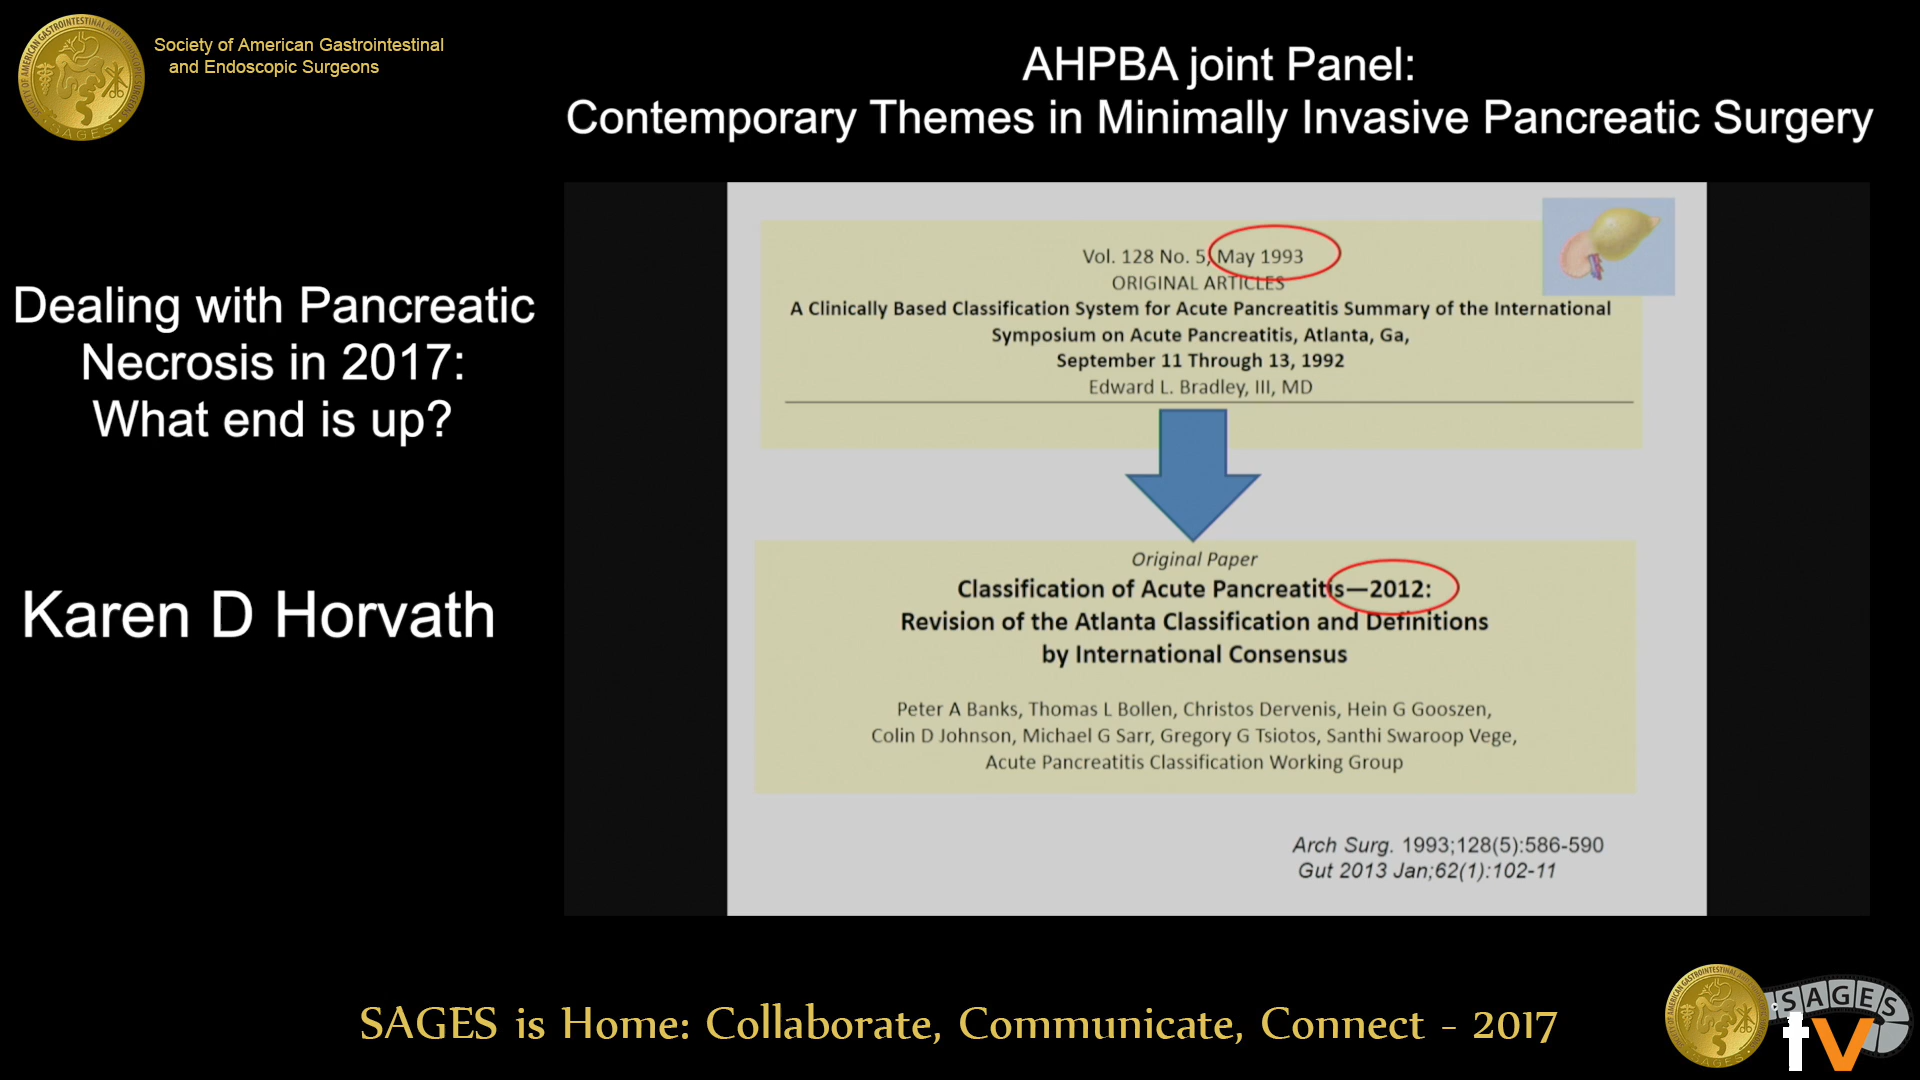 Society of American Gastrointestinal
and Endoscopic Surgeons
AHPBA joint Panel:
Contemporary Themes in Minimally Invasive Pancreatic Surgery
Dealing with Pancreatic
Necrosis in 2017:
What end is up?
Karen D Horvath
Vol. 128 No. 5, May 1993
ORIGINAL ARTICLES
A Clinically Based Classification System for Acute Pancreatitis Summary of the International
Symposium on Acute Pancreatitis, Atlanta, Ga,
September 11 Through 13, 1992
Edward L. Bradley, III, MD
Original Paper
Classification of Acute Pancreatitis—2012:
Revision of the Atlanta Classification and Definitions
by International Consensus
Peter A Banks, Thomas L Bollen, Christos Dervenis, Hein G Gooszen,
Colin D Johnson, Michael G Sarr, Gregory G Tsiotos, Santhi Swaroop Vege,
Acute Pancreatitis Classification Working Group
Arch Surg. 1993;128(5):586-590
Gut 2013 Jan;62(1):102-11
SAGES is Home: Collaborate, Communicate, Connect - 2017
SAGES
tv